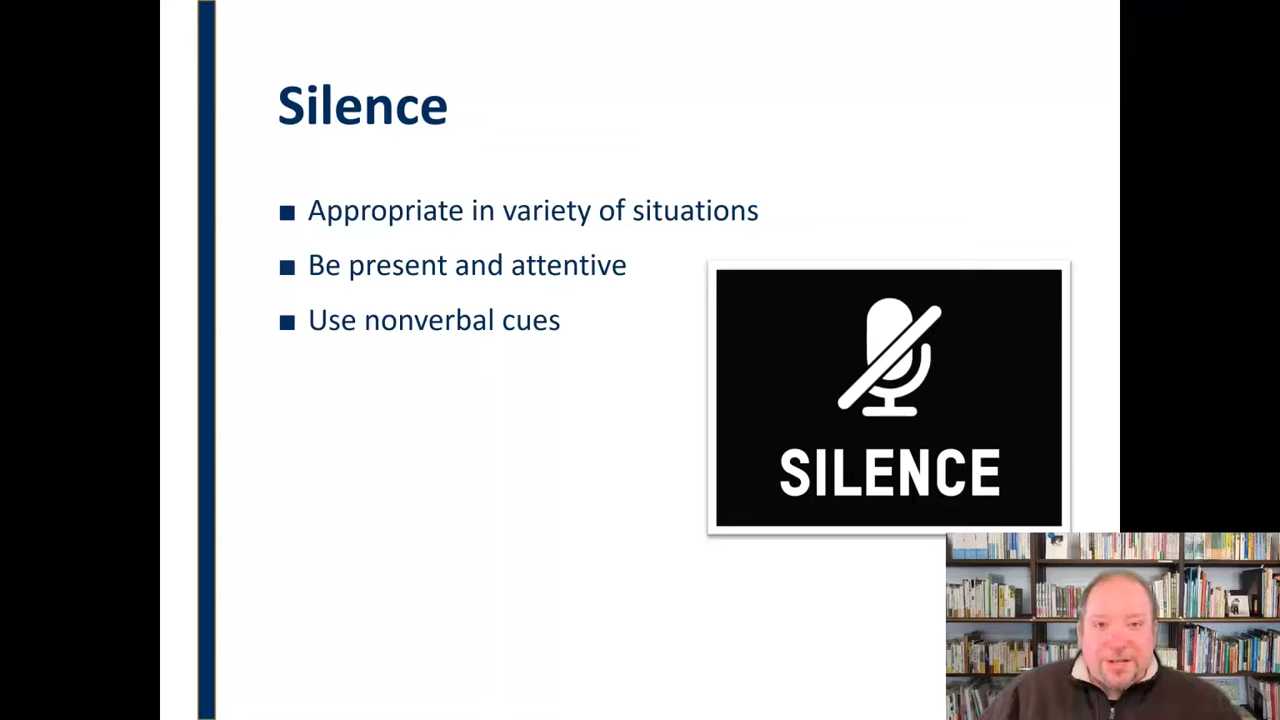 Silence
■ Appropriate in variety of situations
■ Be present and attentive
■ Use nonverbal cues
SILENCE